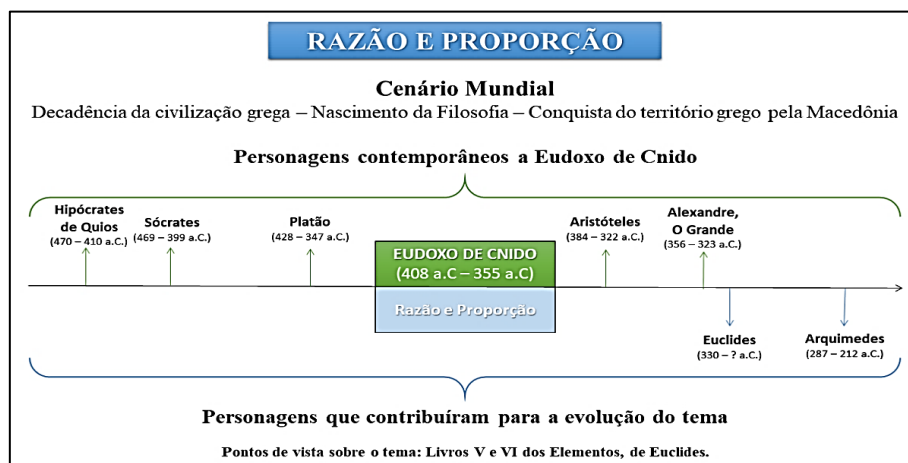 RAZÃO E PROPORÇÃO
Cenário Mundial
Decadência da civilização grega – Nascimento da Filosofia – Conquista do território grego pela Macedônia
Personagens contemporâneos a Eudoxo de Cnido
Hipócrates
de Quios
(470 – 410 a.C.)
Sócrates
(469 – 399 a.C.)
Platão
(428 – 347 a.C.)
Aristóteles
(384 – 322 a.C.)
Alexandre,
O Grande
(356 – 323 a.C.)
EUDOXO DE CNIDO
(408 a.C – 355 a.C)
Razão e Proporção
Euclides
(330 – ? a.C.)
Arquimedes
(287 – 212 a.C.)
Personagens que contribuíram para a evolução do tema
Pontos de vista sobre o tema: Livros V e VI dos Elementos, de Euclides.